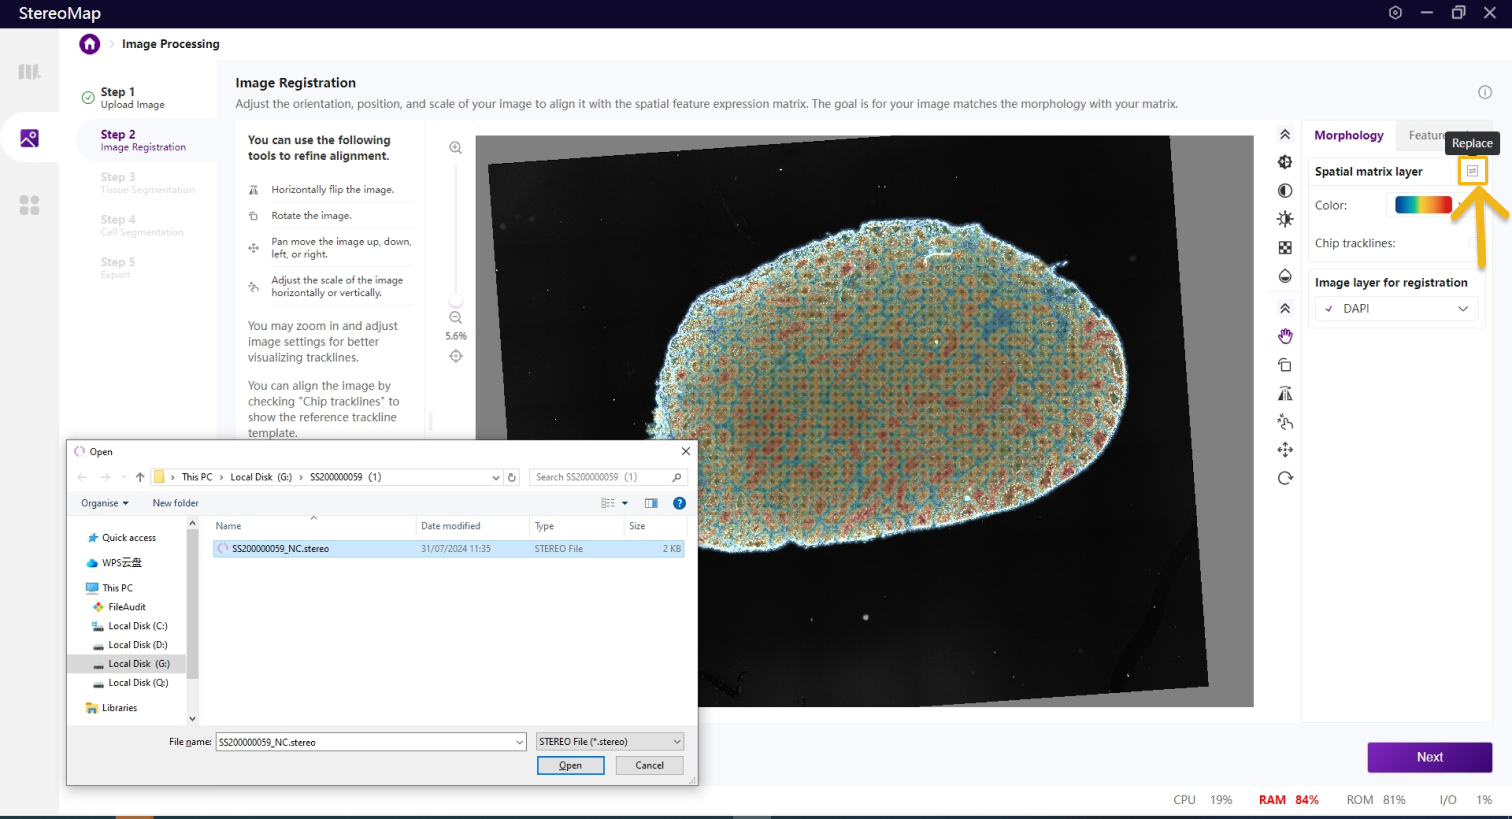 StereoMap
Image Processing
Step 1
Upload Image
Step 2
Image Registration
Step 3
Tissue Segmentation
Step 4
Cell Segmentation
Step 5
Export
Image Registration
Adjust the orientation, position, and scale of your image to align it with the spatial feature expression matrix. The goal is for your image matches the morphology with your matrix.
You can use the following
tools to refine alignment.
Horizontally flip the image.
Rotate the image.
Pan move the image up, down,
left, or right.
Adjust the scale of the image
horizontally or vertically.
You may zoom in and adjust
image settings for better
visualizing tracklines.
You can align the image by
checking "Chip tracklines" to
show the reference trackline
template.
5.6%
Morphology
Feature
Replace
Spatial matrix layer
Color:
Chip tracklines:
Image layer for registration
DAPI
Open
This PC > Local Disk (G:) > SS200000059 (1)
Search SS200000059 (1)
Organise
New folder
Name
Date modified
Type
Size
SS200000059_NC.stereo
31/07/2024 11:35
STEREO File
2 KB
Quick access
WPS云盘
This PC
FileAudit
Local Disk (C:)
Local Disk (D:)
Local Disk (G:)
Local Disk (Q:)
Libraries
File name:
SS200000059_NC.stereo
STEREO File (*.stereo)
Open
Cancel
Next
CPU 19% RAM 84% ROM 81% I/O 1%